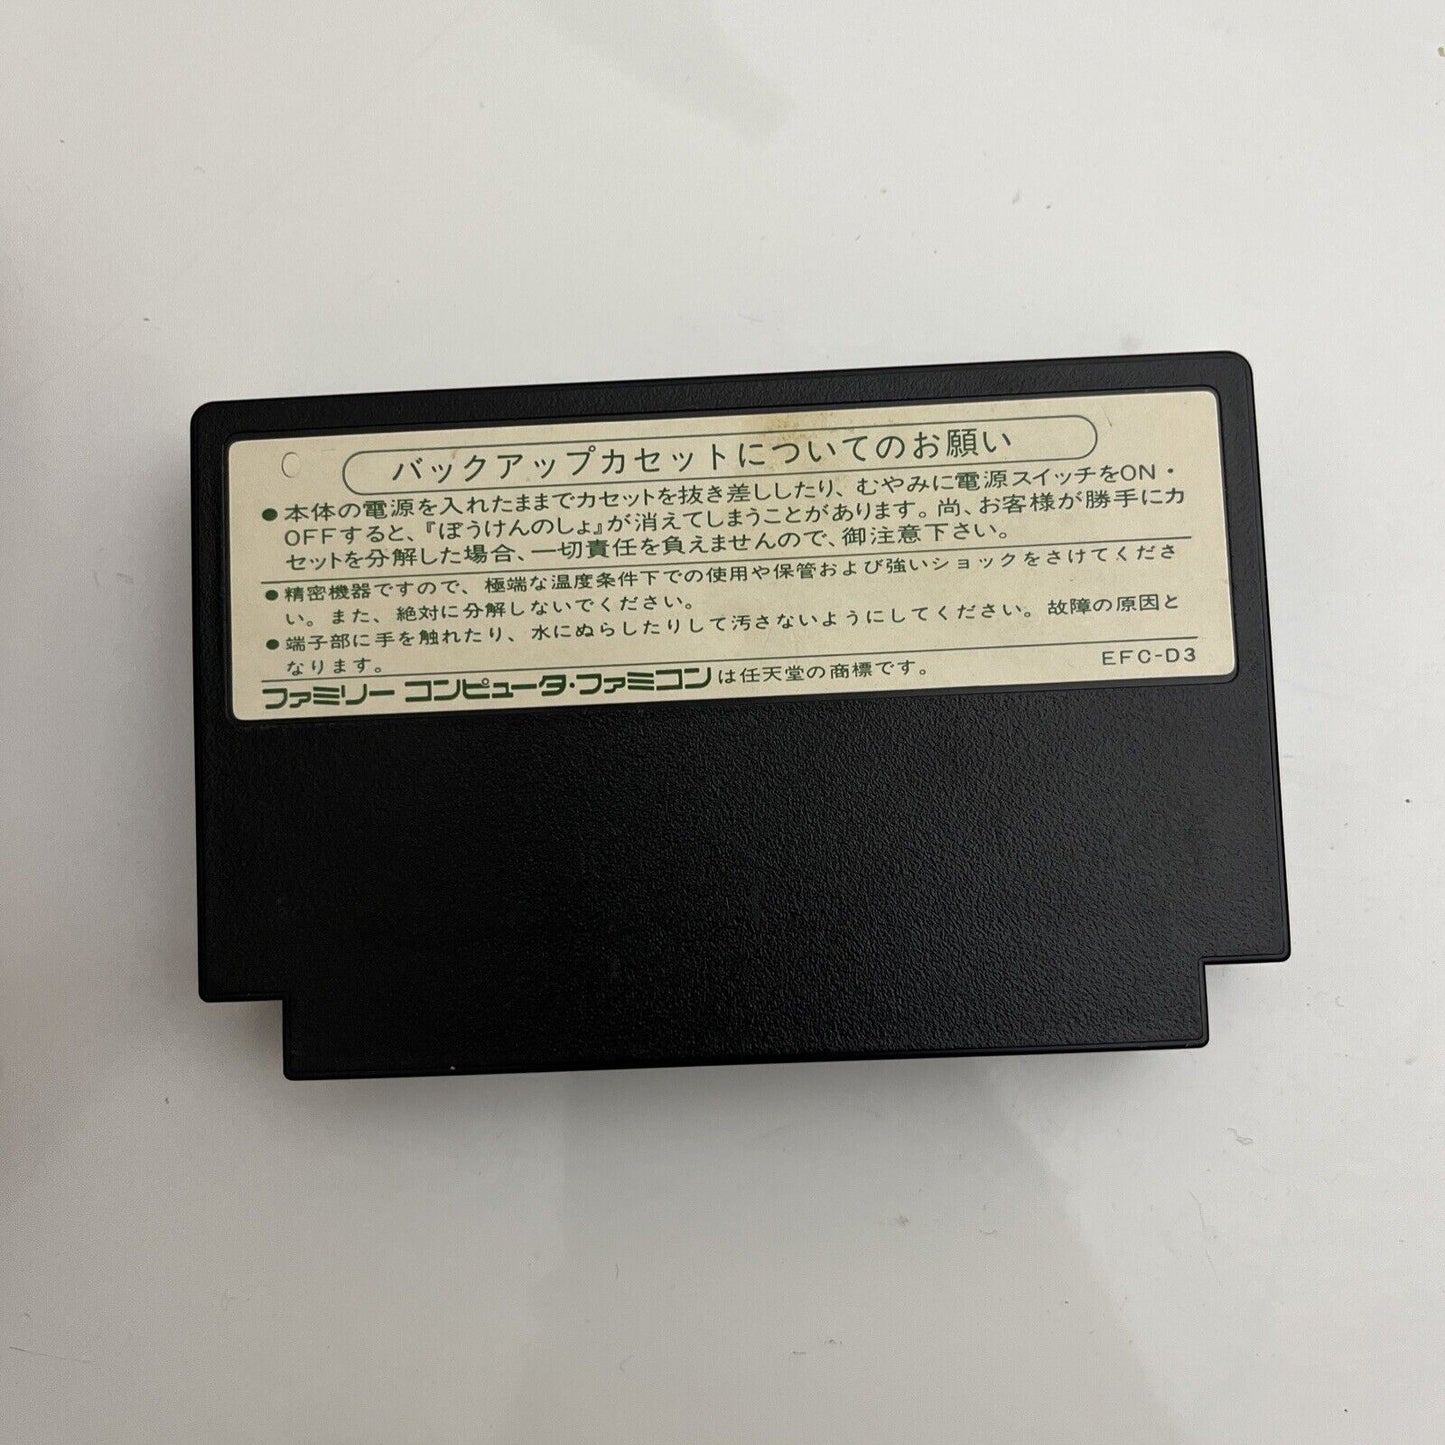 バックアップカセットについてのお願い
●本体の電源を入れたままでカセットを抜き差ししたり、むやみに電源スイッチをON・
OFFすると、『ぼうけんのしょ』が消えてしまうことがあります。尚、お客様が勝手にカ
セットを分解した場合、一切責任を負えませんので、御注意下さい。
●精密機器ですので、極端な温度条件下での使用や保管および強いショックをさけてくださ
い。また、絶対に分解しないでください。
●端子部に手を触れたり、水にぬらしたりして汚さないようにしてください。故障の原因と
なります。
ファミリー コンピュータ・ファミコンは任天堂の商標です。
EFC-D3